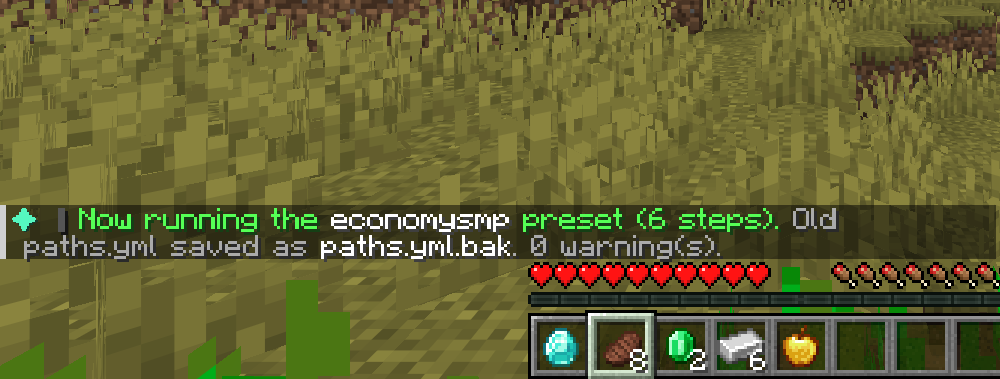 Now running the economysmp preset (6 steps). Old
paths.yml saved as paths.yml.bak. 0 warning(s).
8 2 6